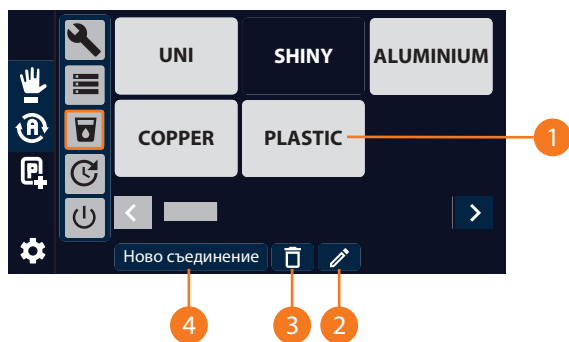 UNI SHINY ALUMINIUM
A
COPPER PLASTIC 1
P
Ново съединение
4 3 2